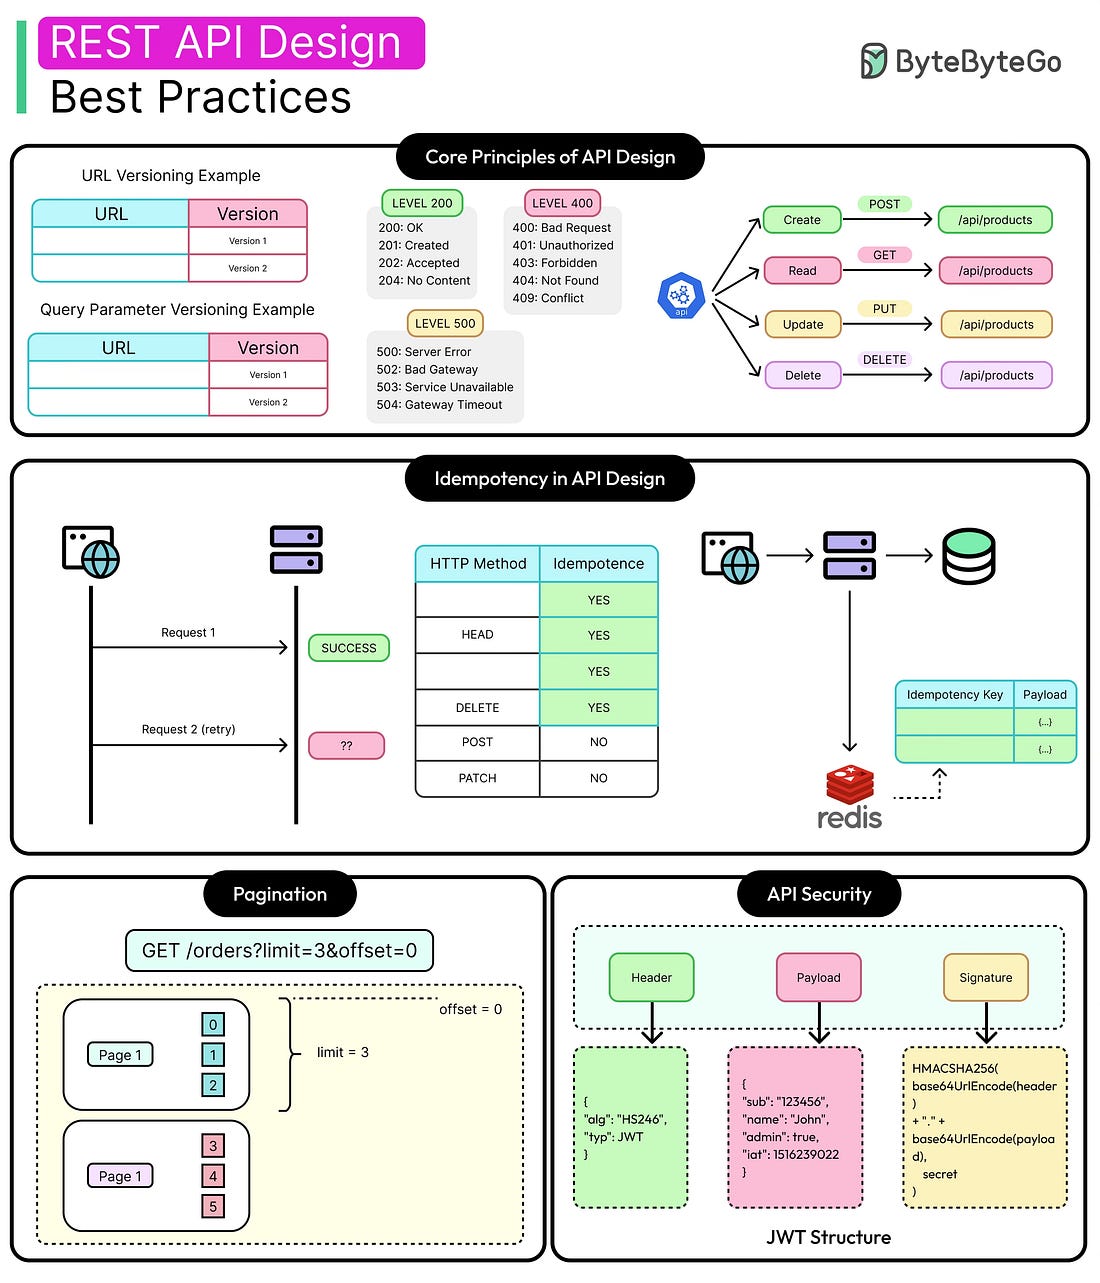 REST API Design
Best Practices
ByteByteGo
Core Principles of API Design
URL Versioning Example
URL Version
Version 1
Version 2
Query Parameter Versioning Example
URL Version
Version 1
Version 2
LEVEL 200
200: OK
201: Created
202: Accepted
204: No Content
LEVEL 400
400: Bad Request
401: Unauthorized
403: Forbidden
404: Not Found
409: Conflict
LEVEL 500
500: Server Error
502: Bad Gateway
503: Service Unavailable
504: Gateway Timeout
api
Create POST /api/products
Read GET /api/products
Update PUT /api/products
Delete DELETE /api/products
Idempotency in API Design
Request 1
SUCCESS
Request 2 (retry)
??
HTTP Method Idempotence
YES
HEAD YES
YES
DELETE YES
POST NO
PATCH NO
Idempotency Key Payload
{...}
{...}
redis
Pagination
GET /orders?limit=3&offset=0
Page 1
0
1
2
offset = 0
limit = 3
Page 1
3
4
5
API Security
Header
Payload
Signature
{
"alg": "HS246",
"typ": JWT
}
{
"sub": "123456",
"name": "John",
"admin": true,
"iat": 1516239022
}
HMACSHA256(
base64UrlEncode(header
)
+ "." +
base64UrlEncode(payloa
d),
secret
)
JWT Structure